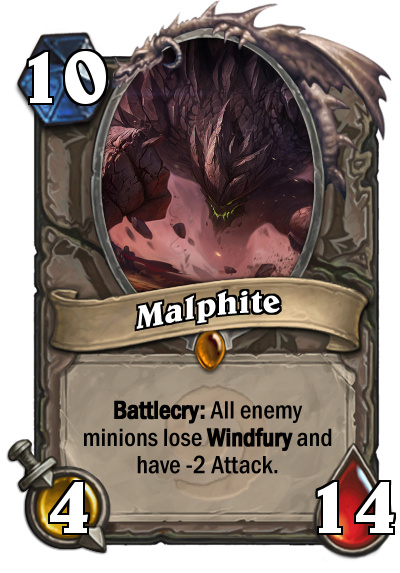 10
Malphite
Battlecry: All enemy
minions lose Windfury and
have -2 Attack.
4
14